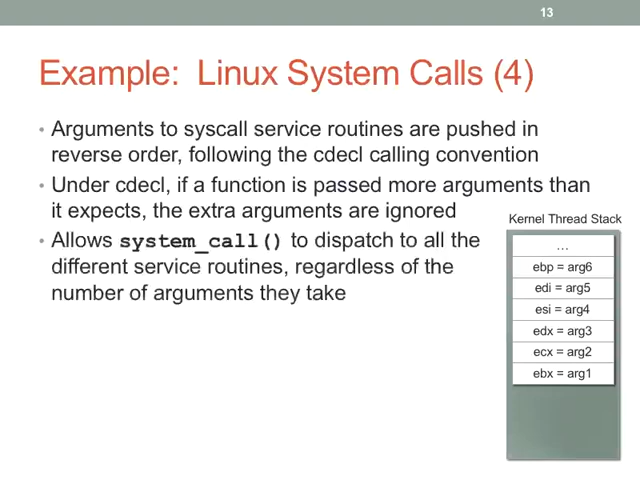 13
Example: Linux System Calls (4)
• Arguments to syscall service routines are pushed in
reverse order, following the cdecl calling convention
• Under cdecl, if a function is passed more arguments than
it expects, the extra arguments are ignored
• Allows system_call() to dispatch to all the
different service routines, regardless of the
number of arguments they take
Kernel Thread Stack
…
ebp = arg6
edi = arg5
esi = arg4
edx = arg3
ecx = arg2
ebx = arg1